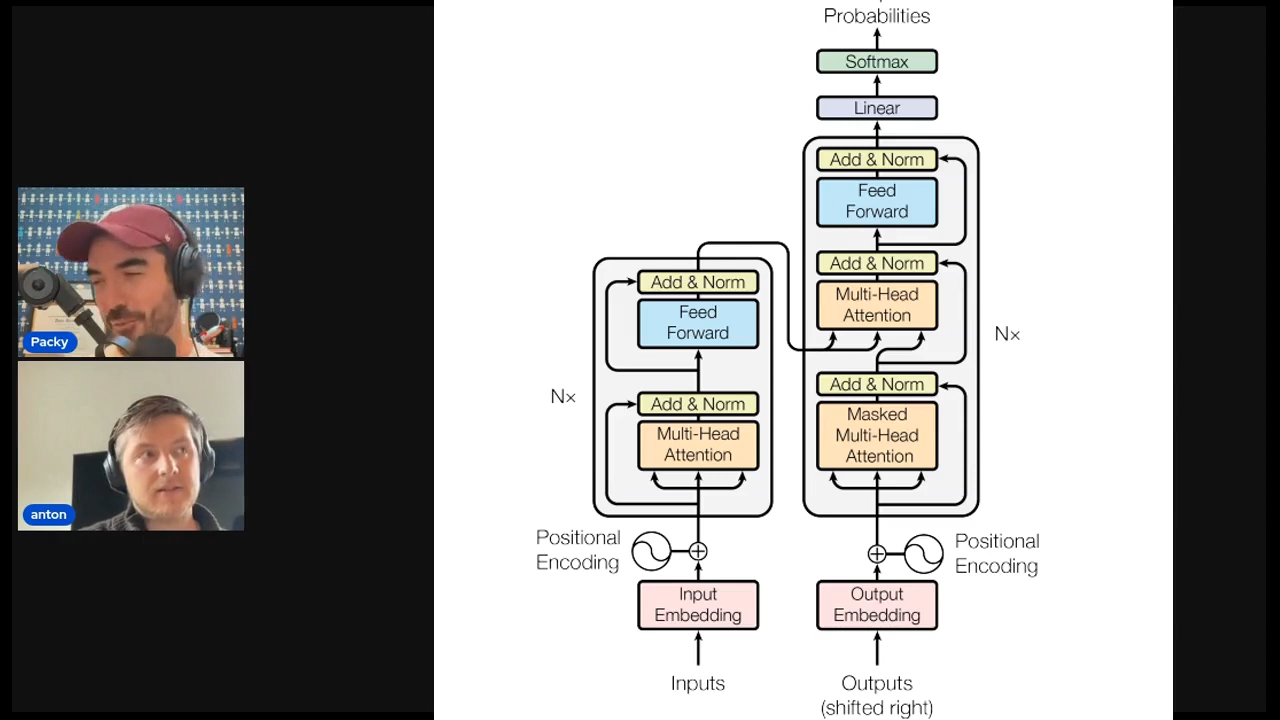 Probabilities
Softmax
Linear
Add & Norm
Feed
Forward
Add & Norm
Multi-Head
Attention
Nx
Add & Norm
Masked
Multi-Head
Attention
Add & Norm
Feed
Forward
Nx
Add & Norm
Multi-Head
Attention
Positional
Encoding
Positional
Encoding
Input
Embedding
Output
Embedding
Inputs
Outputs
(shifted right)
Packy
anton